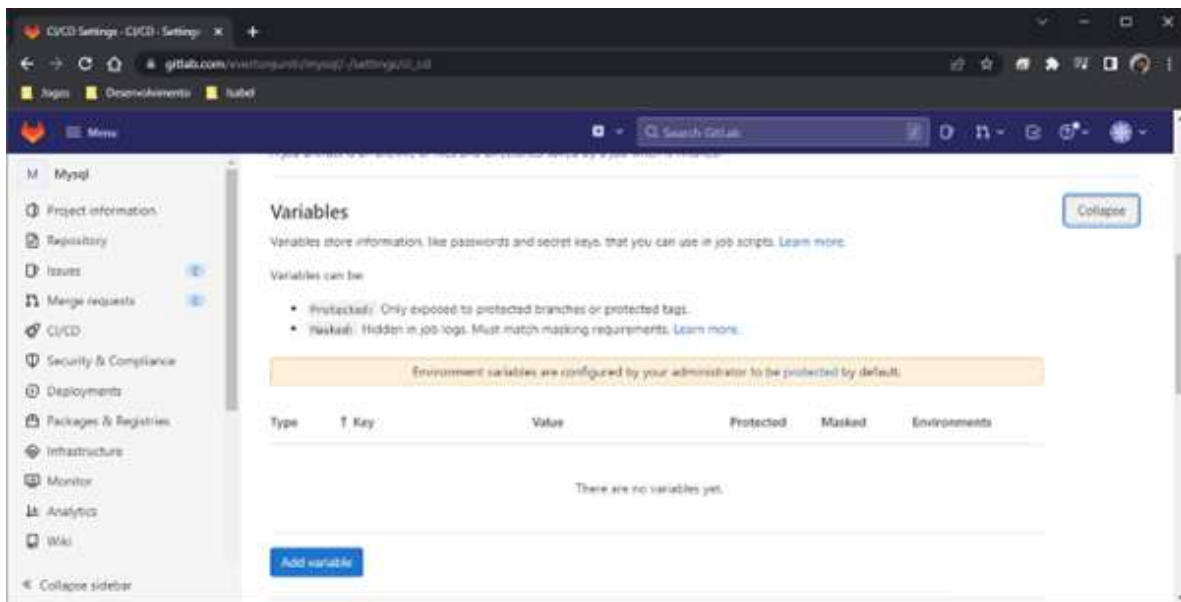 CI/CD Settings · CI/CD · Setting
gitlab.com/
Jogos Desenvolvimento Isabel
Menu Search GitLab
M Mysql
Project information
Repository
Issues 0
Merge requests 0
CI/CD
Security & Compliance
Deployments
Packages & Registries
Infrastructure
Monitor
Analytics
Wiki
Collapse sidebar
Variables Collapse
Variables store information, like passwords and secret keys, that you can use in job scripts. Learn more.
Variables can be:
Protected: Only exposed to protected branches or protected tags.
Masked: Hidden in job logs. Must match masking requirements. Learn more.
Environment variables are configured by your administrator to be protected by default.
Type ↑ Key Value Protected Masked Environments
There are no variables yet.
Add variable